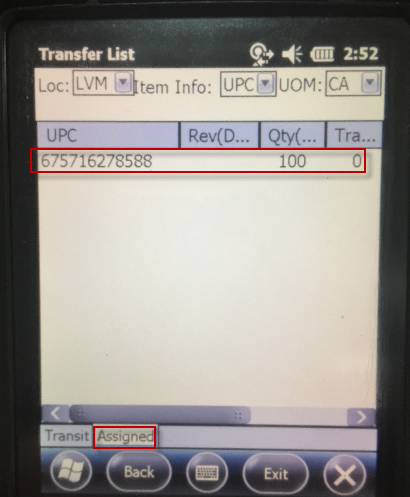 Transfer List 2:52
Loc: LVM Item Info: UPC UOM: CA
UPC Rev(D... Qty(... Tra...
675716278588 100 0
Transit Assigned
Back Exit